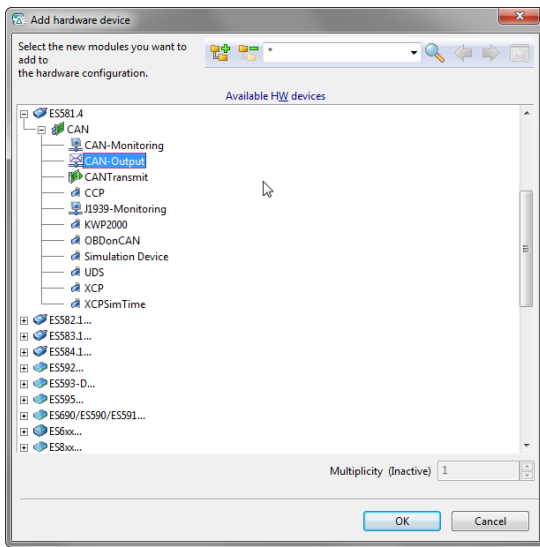 Add hardware device
Select the new modules you want to
add to
the hardware configuration.
*
Available HW devices
ES581.4
CAN
CAN-Monitoring
CAN-Output
CANTransmit
CCP
J1939-Monitoring
KWP2000
OBDonCAN
Simulation Device
UDS
XCP
XCPSimTime
ES582.1...
ES583.1...
ES584.1...
ES592...
ES593-D...
ES595...
ES690/ES590/ES591...
ES6xx...
ES8xx...
Multiplicity (Inactive) 1
OK Cancel